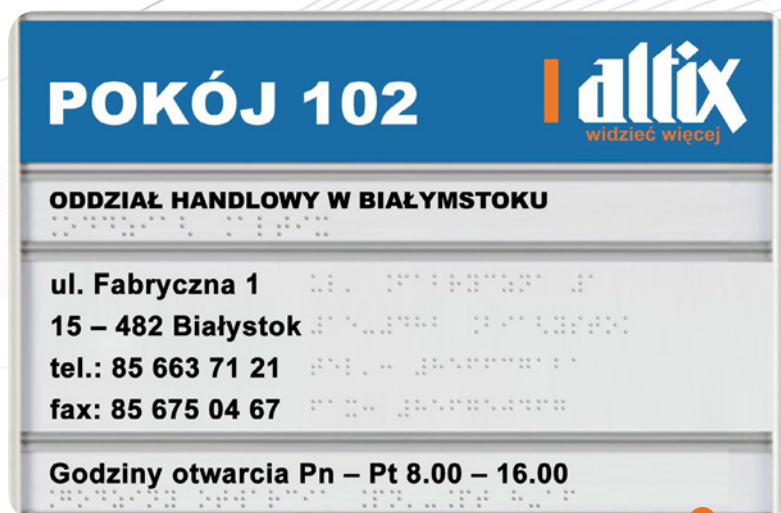 POKÓJ 102
altix
widzieć więcej
ODDZIAŁ HANDLOWY W BIAŁYMSTOKU
ul. Fabryczna 1
15 – 482 Białystok
tel.: 85 663 71 21
fax: 85 675 04 67
Godziny otwarcia Pn – Pt 8.00 – 16.00